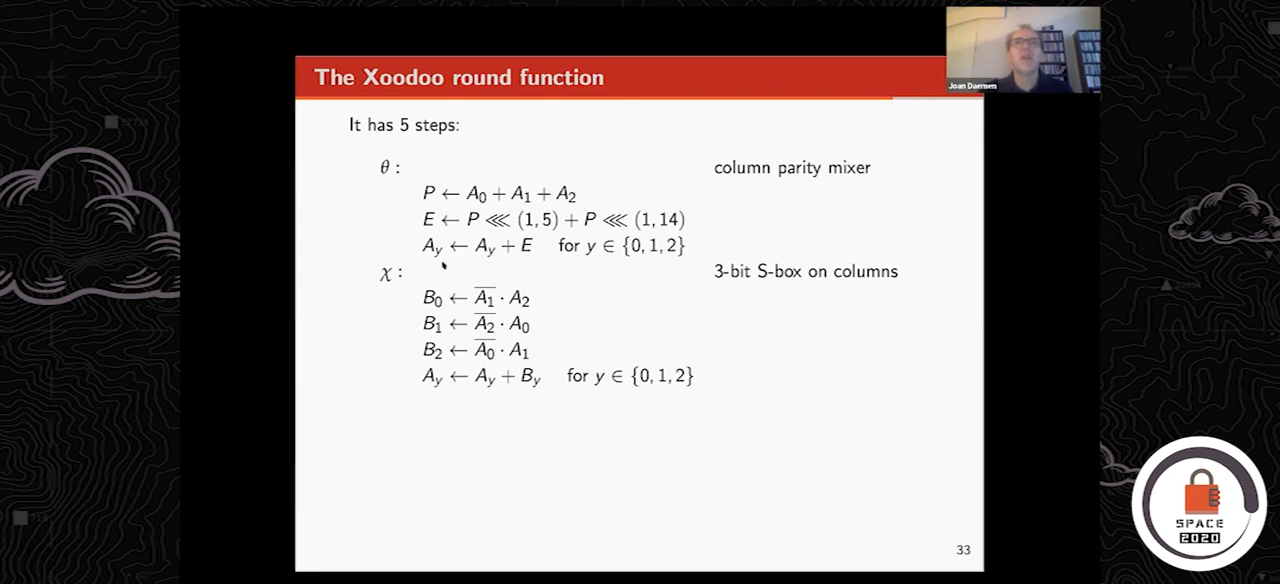 Joan Daemen
The Xoodoo round function
It has 5 steps:
θ : column parity mixer
P ← A₀ + A₁ + A₂
E ← P ⋘ (1, 5) + P ⋘ (1, 14)
A_y ← A_y + E for y ∈ {0, 1, 2}
χ : 3-bit S-box on columns
B₀ ← A̅₁ · A₂
B₁ ← A̅₂ · A₀
B₂ ← A̅₀ · A₁
A_y ← A_y + B_y for y ∈ {0, 1, 2}
33
SPACE
2020